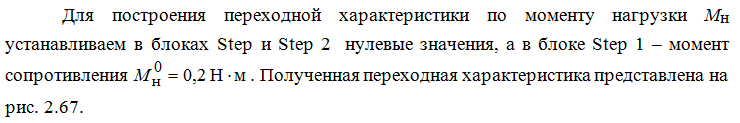 Для построения переходной характеристики по моменту нагрузки Mн
устанавливаем в блоках Step и Step 2 нулевые значения, а в блоке Step 1 – момент
сопротивления M⁰н = 0,2 Н · м . Полученная переходная характеристика представлена на
рис. 2.67.